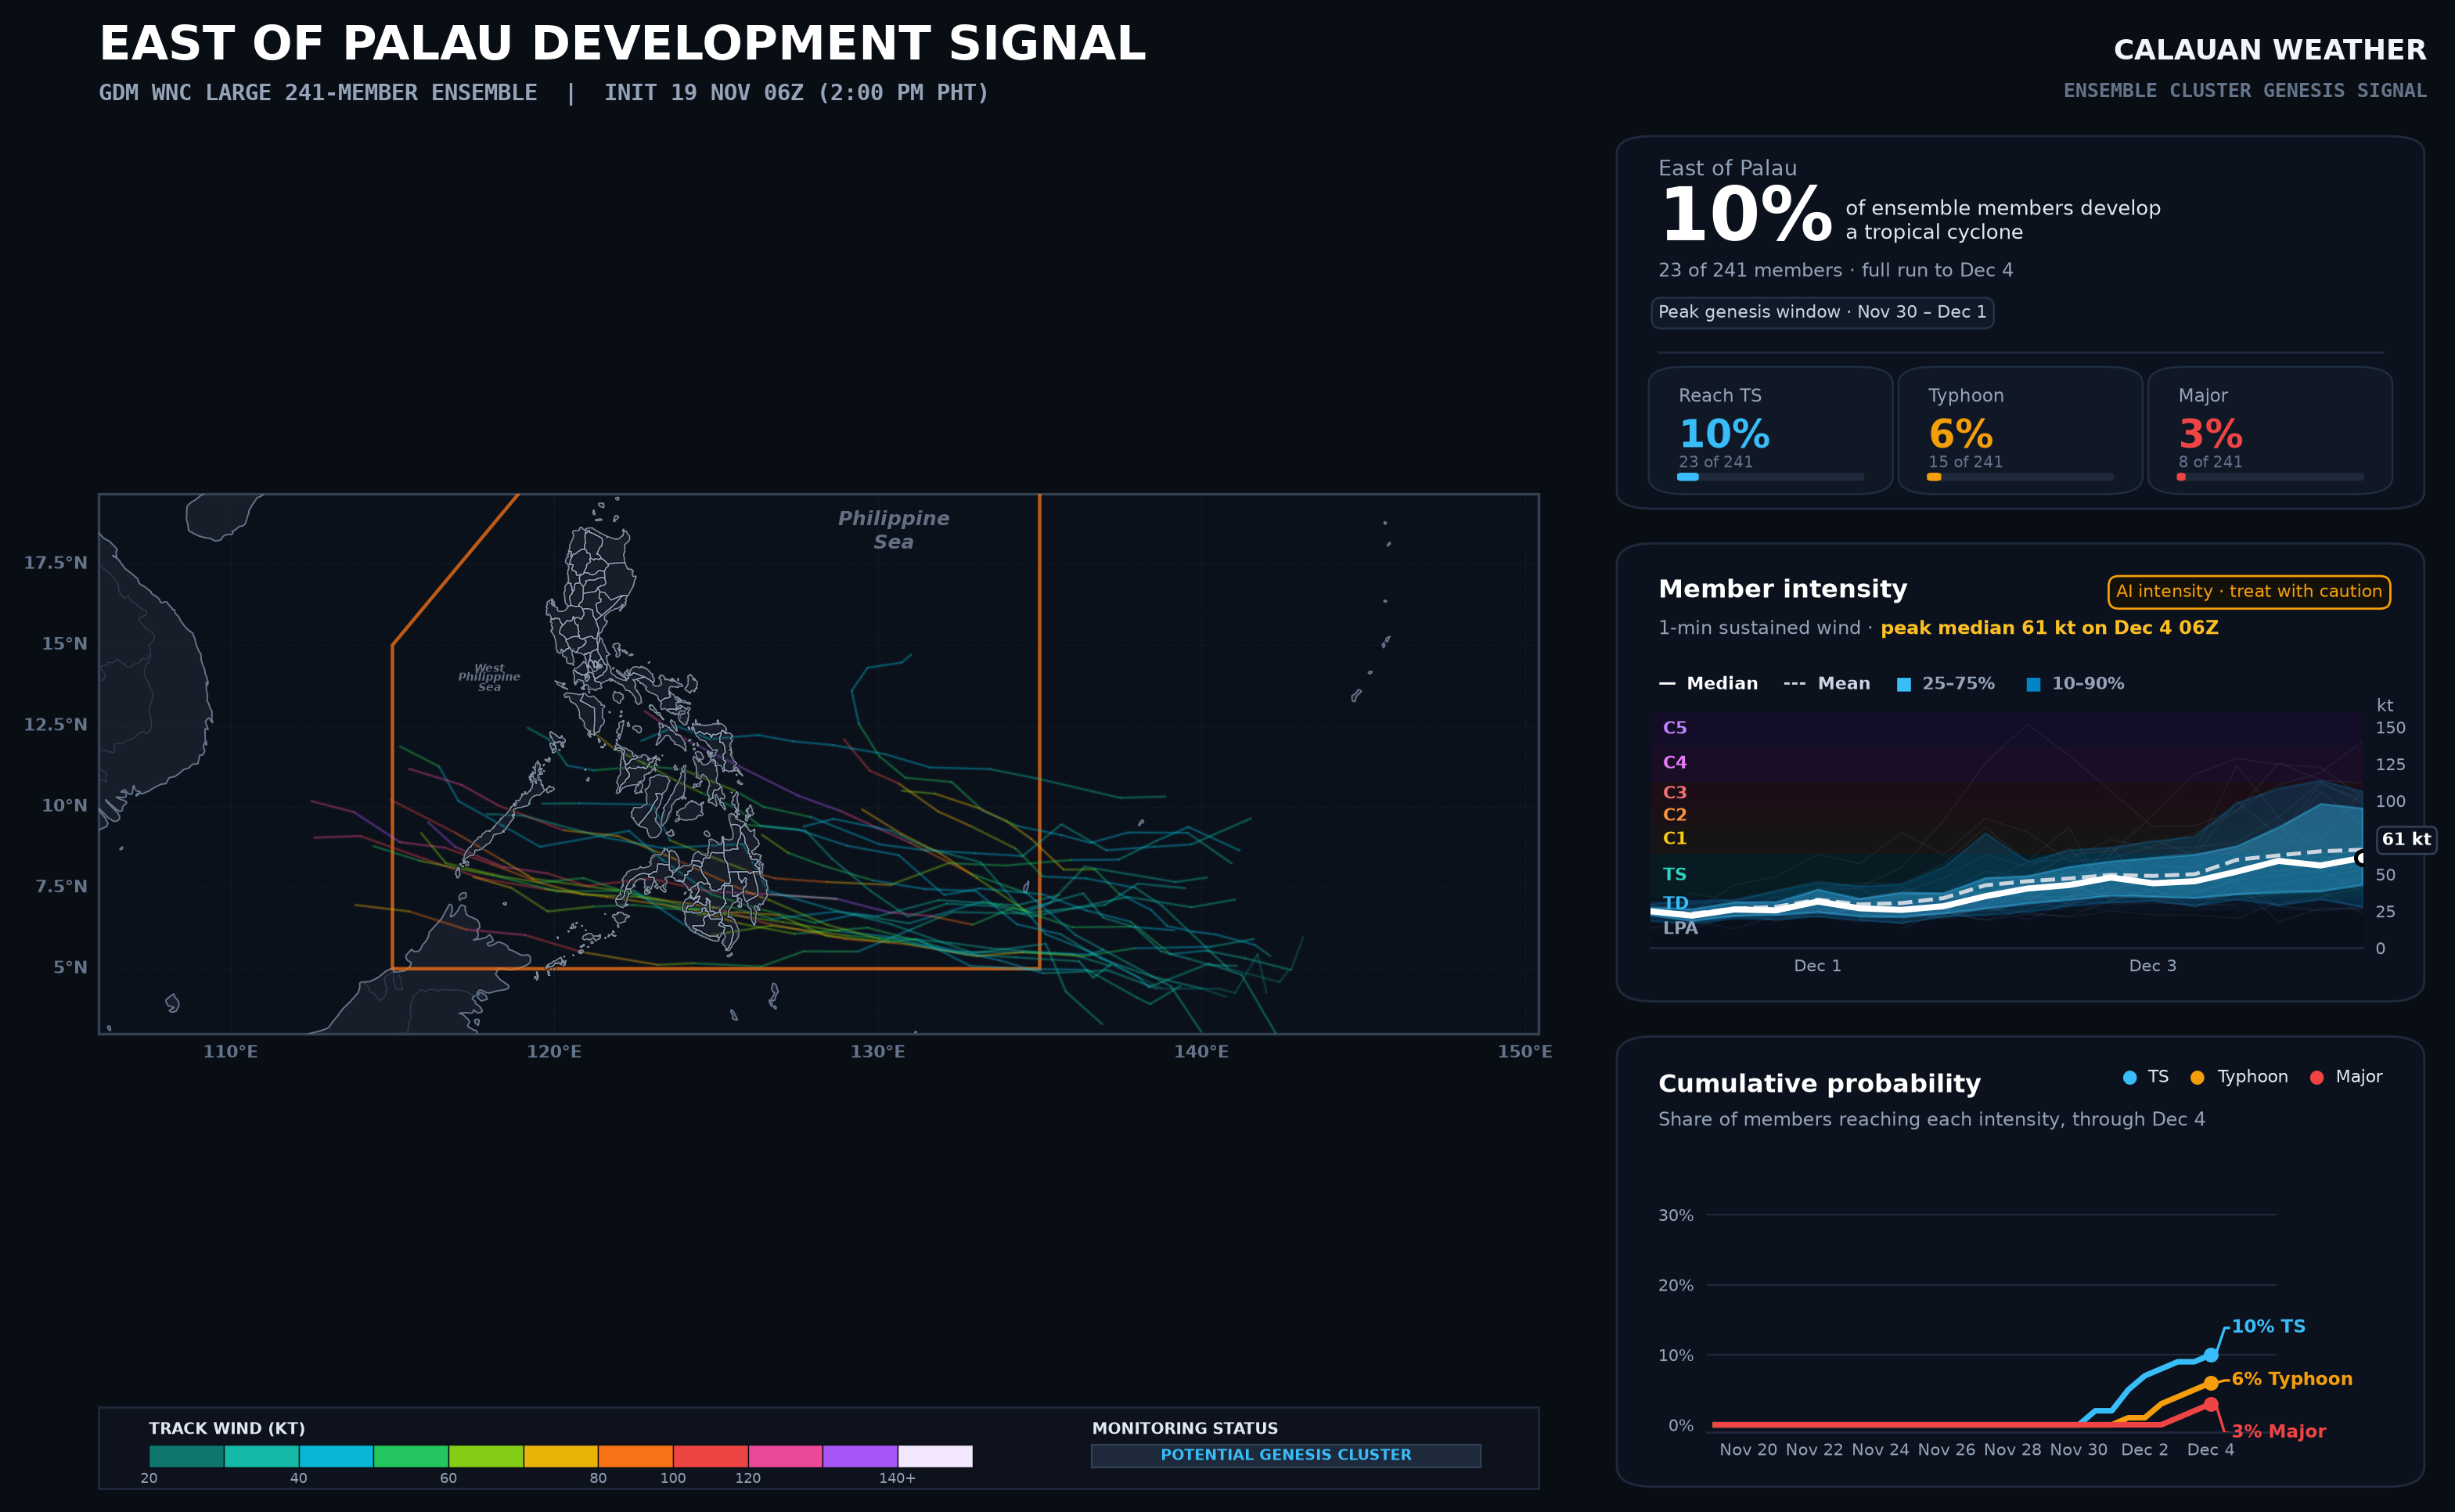 EAST OF PALAU DEVELOPMENT SIGNAL
GDM WNC LARGE 241-MEMBER ENSEMBLE | INIT 19 NOV 06Z (2:00 PM PHT)
CALAUAN WEATHER
ENSEMBLE CLUSTER GENESIS SIGNAL
Philippine
Sea
West
Philippine
Sea
17.5°N
15°N
12.5°N
10°N
7.5°N
5°N
110°E
120°E
130°E
140°E
150°E
TRACK WIND (KT)
20
40
60
80
100
120
140+
MONITORING STATUS
POTENTIAL GENESIS CLUSTER
East of Palau
10% of ensemble members develop
a tropical cyclone
23 of 241 members · full run to Dec 4
Peak genesis window · Nov 30 – Dec 1
Reach TS
10%
23 of 241
Typhoon
6%
15 of 241
Major
3%
8 of 241
Member intensity
AI intensity · treat with caution
1-min sustained wind · peak median 61 kt on Dec 4 06Z
Median
Mean
25–75%
10–90%
kt
C5
C4
C3
C2
C1
TS
TD
LPA
150
125
100
61 kt
50
25
0
Dec 1
Dec 3
Cumulative probability
TS
Typhoon
Major
Share of members reaching each intensity, through Dec 4
30%
20%
10%
0%
10% TS
6% Typhoon
3% Major
Nov 20
Nov 22
Nov 24
Nov 26
Nov 28
Nov 30
Dec 2
Dec 4